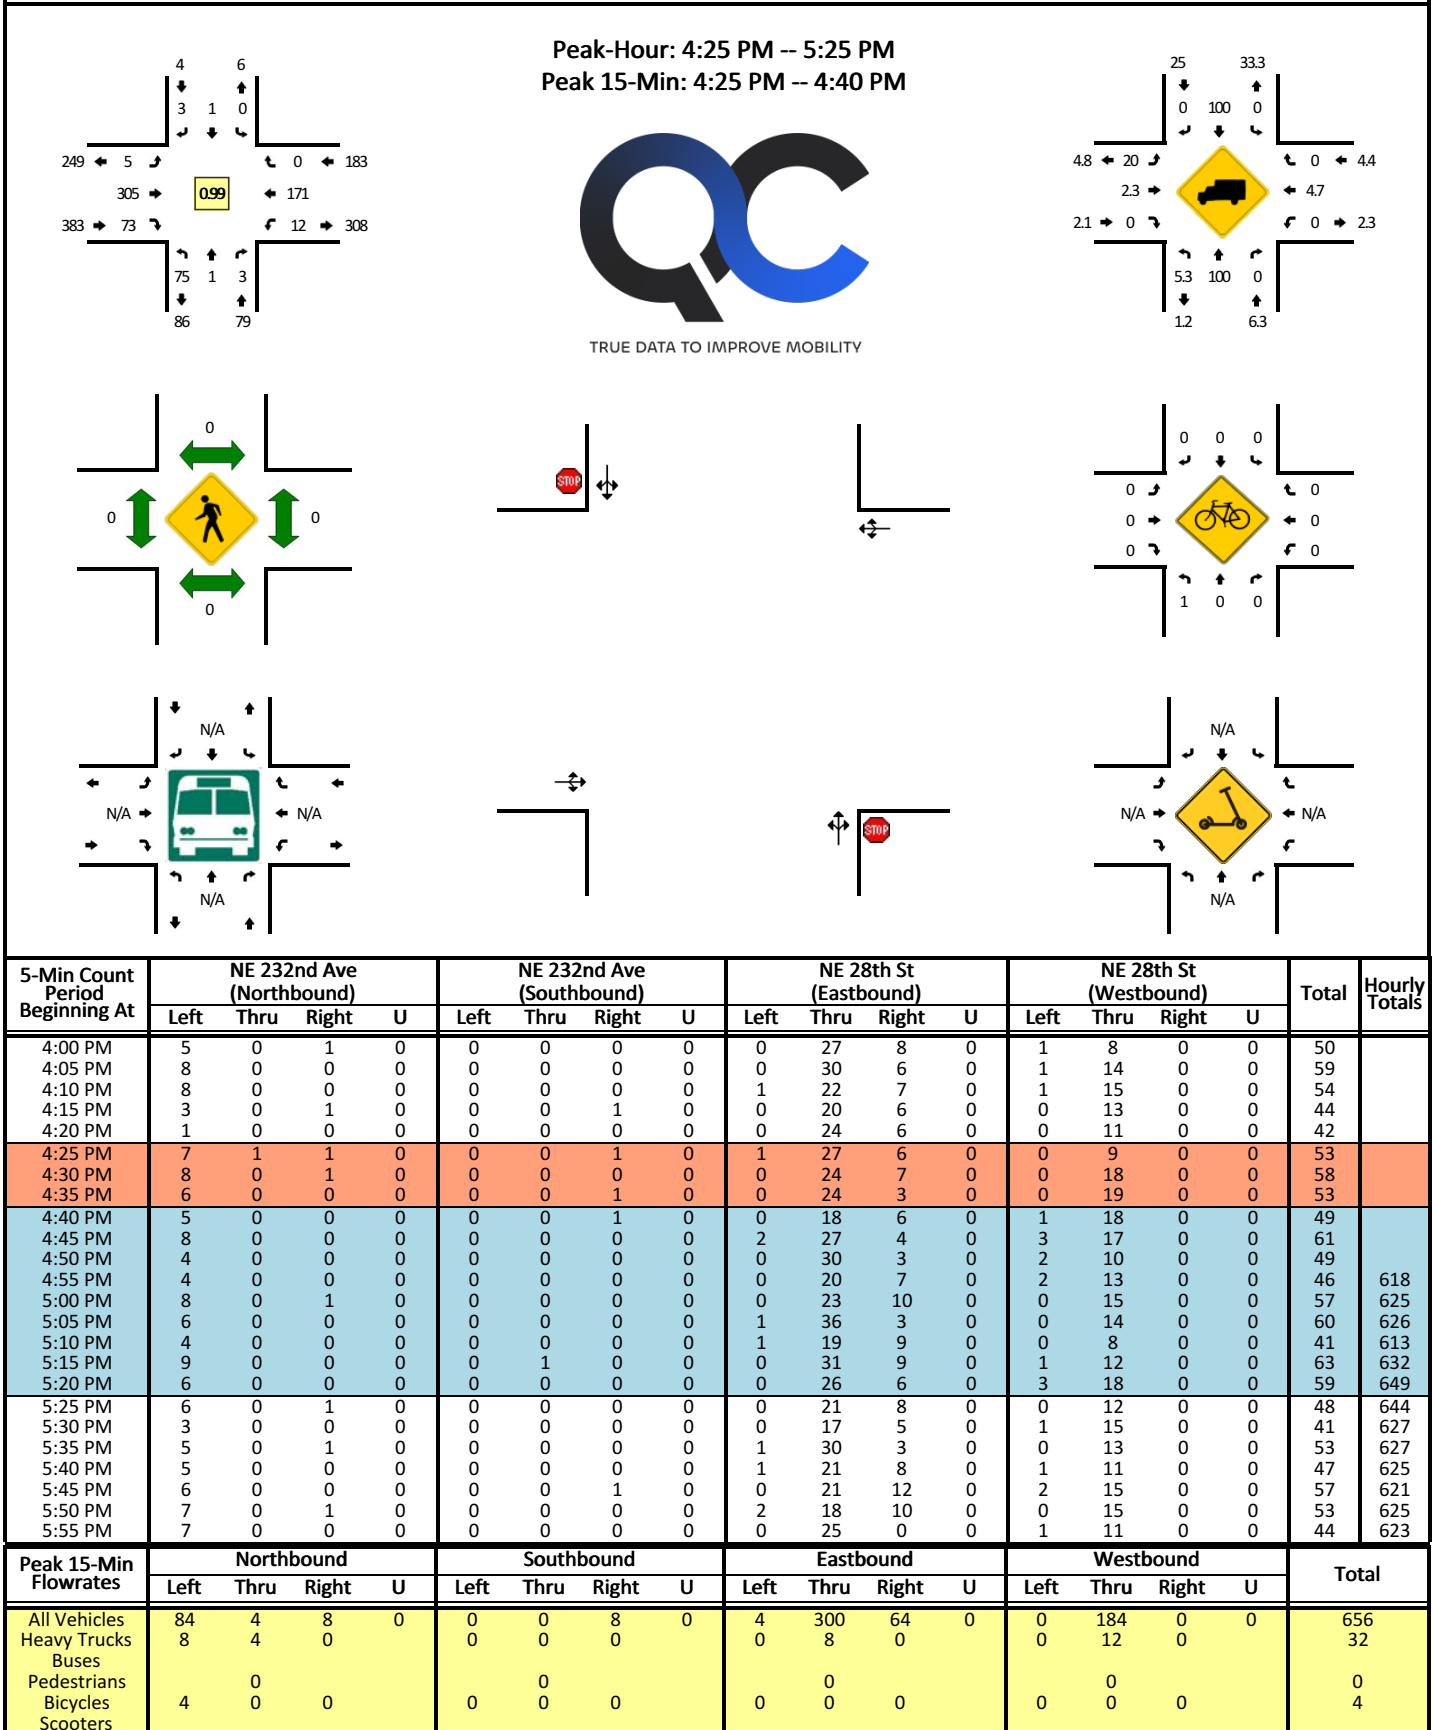 Peak-Hour: 4:25 PM -- 5:25 PM
Peak 15-Min: 4:25 PM -- 4:40 PM
4 6
3 1 0
249 5 0 183
305 0.99 171
383 73 12 308
75 1 3
86 79
TRUE DATA TO IMPROVE MOBILITY
25 33.3
0 100 0
4.8 20 0 4.4
2.3 4.7
2.1 0 0 2.3
5.3 100 0
1.2 6.3
0
0 0
0
STOP
0 0 0
0 0
0 0
0 0
1 0 0
N/A
N/A N/A
N/A
STOP
N/A
N/A N/A
N/A
5-Min Count Period Beginning At NE 232nd Ave (Northbound) NE 232nd Ave (Southbound) NE 28th St (Eastbound) NE 28th St (Westbound) Total Hourly Totals
Left Thru Right U Left Thru Right U Left Thru Right U Left Thru Right U
4:00 PM 5 0 1 0 0 0 0 0 0 27 8 0 1 8 0 0 50
4:05 PM 8 0 0 0 0 0 0 0 0 30 6 0 1 14 0 0 59
4:10 PM 8 0 0 0 0 0 0 0 1 22 7 0 1 15 0 0 54
4:15 PM 3 0 1 0 0 0 1 0 0 20 6 0 0 13 0 0 44
4:20 PM 1 0 0 0 0 0 0 0 0 24 6 0 0 11 0 0 42
4:25 PM 7 1 1 0 0 0 1 0 1 27 6 0 0 9 0 0 53
4:30 PM 8 0 1 0 0 0 0 0 0 24 7 0 0 18 0 0 58
4:35 PM 6 0 0 0 0 0 1 0 0 24 3 0 0 19 0 0 53
4:40 PM 5 0 0 0 0 0 1 0 0 18 6 0 1 18 0 0 49
4:45 PM 8 0 0 0 0 0 0 0 2 27 4 0 3 17 0 0 61
4:50 PM 4 0 0 0 0 0 0 0 0 30 3 0 2 10 0 0 49
4:55 PM 4 0 0 0 0 0 0 0 0 20 7 0 2 13 0 0 46 618
5:00 PM 8 0 1 0 0 0 0 0 0 23 10 0 0 15 0 0 57 625
5:05 PM 6 0 0 0 0 0 0 0 1 36 3 0 0 14 0 0 60 626
5:10 PM 4 0 0 0 0 0 0 0 1 19 9 0 0 8 0 0 41 613
5:15 PM 9 0 0 0 0 1 0 0 0 31 9 0 1 12 0 0 63 632
5:20 PM 6 0 0 0 0 0 0 0 0 26 6 0 3 18 0 0 59 649
5:25 PM 6 0 1 0 0 0 0 0 0 21 8 0 0 12 0 0 48 644
5:30 PM 3 0 0 0 0 0 0 0 0 17 5 0 1 15 0 0 41 627
5:35 PM 5 0 1 0 0 0 0 0 1 30 3 0 0 13 0 0 53 627
5:40 PM 5 0 0 0 0 0 0 0 1 21 8 0 1 11 0 0 47 625
5:45 PM 6 0 0 0 0 0 1 0 0 21 12 0 2 15 0 0 57 621
5:50 PM 7 0 1 0 0 0 0 0 2 18 10 0 0 15 0 0 53 625
5:55 PM 7 0 0 0 0 0 0 0 0 25 0 0 1 11 0 0 44 623
Peak 15-Min Flowrates Northbound Southbound Eastbound Westbound Total
Left Thru Right U Left Thru Right U Left Thru Right U Left Thru Right U
All Vehicles 84 4 8 0 0 0 8 0 4 300 64 0 0 184 0 0 656
Heavy Trucks 8 4 0 0 0 0 0 8 0 0 12 0 32
Buses
Pedestrians 0 0 0 0 0
Bicycles 4 0 0 0 0 0 0 0 0 0 0 0 4
Scooters